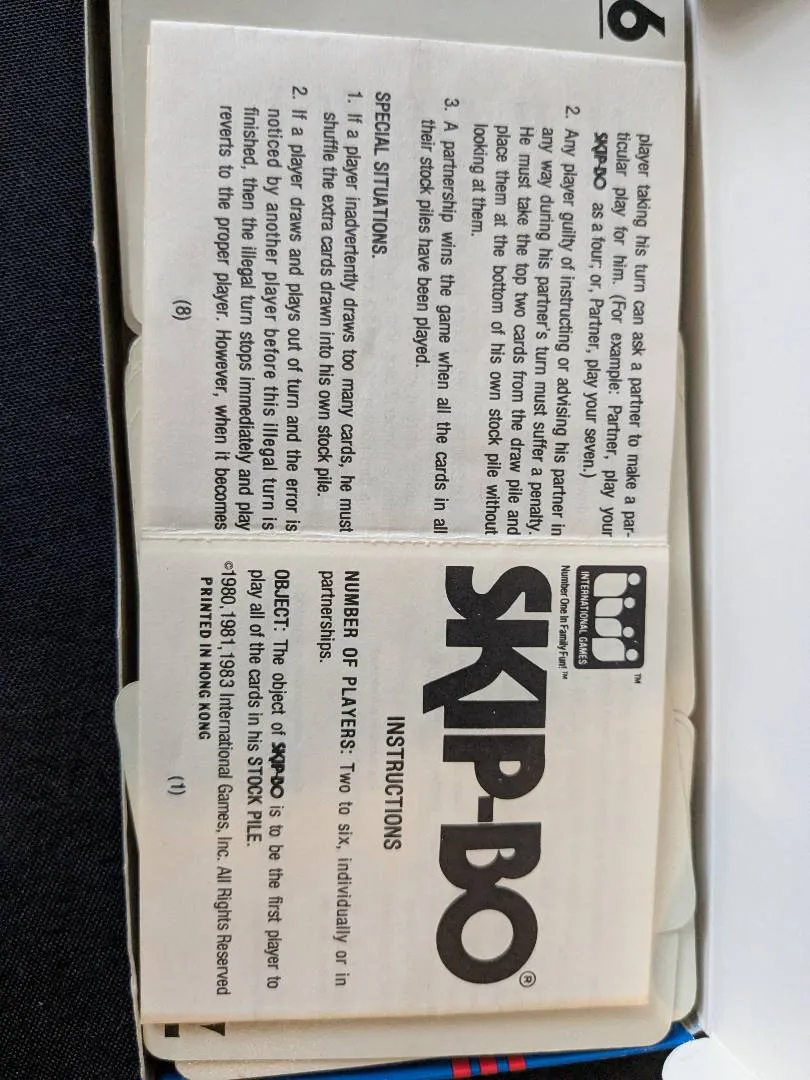 6
player taking his turn can ask a partner to make a par-
ticular play for him. (For example: Partner, play your
SKIP-BO as a four; or, Partner, play your seven.)
2. Any player guilty of instructing or advising his partner in
any way during his partner's turn must suffer a penalty.
He must take the top two cards from the draw pile and
place them at the bottom of his own stock pile without
looking at them.
3. A partnership wins the game when all the cards in all
their stock piles have been played.
SPECIAL SITUATIONS.
1. If a player inadvertently draws too many cards, he must
shuffle the extra cards drawn into his own stock pile.
2. If a player draws and plays out of turn and the error is
noticed by another player before this illegal turn is
finished, then the illegal turn stops immediately and play
reverts to the proper player. However, when it becomes
(8)
INTERNATIONAL GAMES
TM
Number One In Family Fun!™
SKIP-BO®
INSTRUCTIONS
NUMBER OF PLAYERS: Two to six, individually or in
partnerships.
OBJECT: The object of SKIP-BO is to be the first player to
play all of the cards in his STOCK PILE.
©1980, 1981, 1983 International Games, Inc. All Rights Reserved
PRINTED IN HONG KONG
(1)